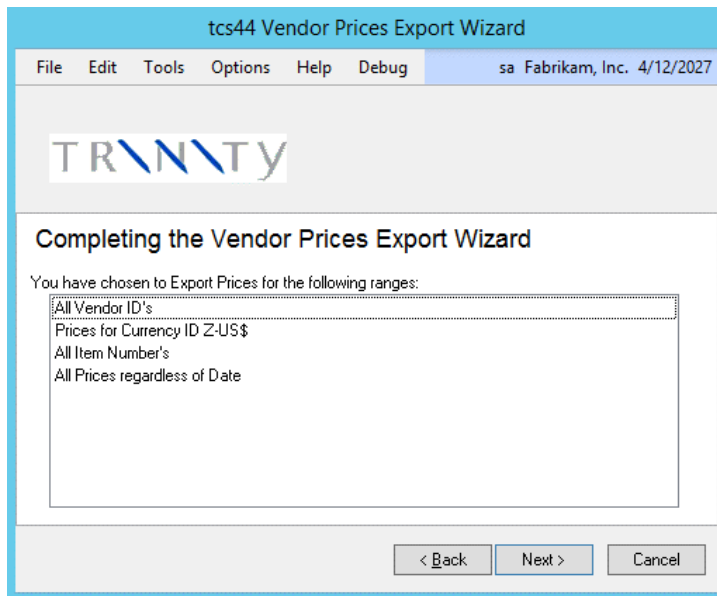 tcs44 Vendor Prices Export Wizard
File Edit Tools Options Help Debug sa Fabrikam, Inc. 4/12/2027
TRINITY
Completing the Vendor Prices Export Wizard
You have chosen to Export Prices for the following ranges:
All Vendor ID's
Prices for Currency ID Z-US$
All Item Number's
All Prices regardless of Date
< Back Next > Cancel